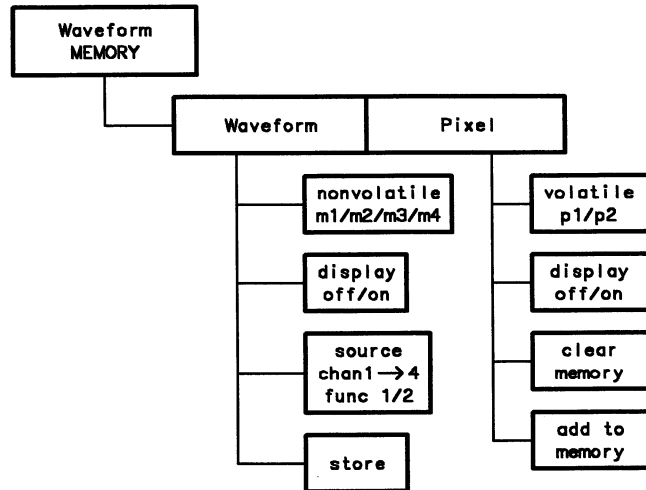 Waveform
MEMORY
Waveform
Pixel
nonvolatile
m1/m2/m3/m4
display
off/on
source
chan1→4
func 1/2
store
volatile
p1/p2
display
off/on
clear
memory
add to
memory